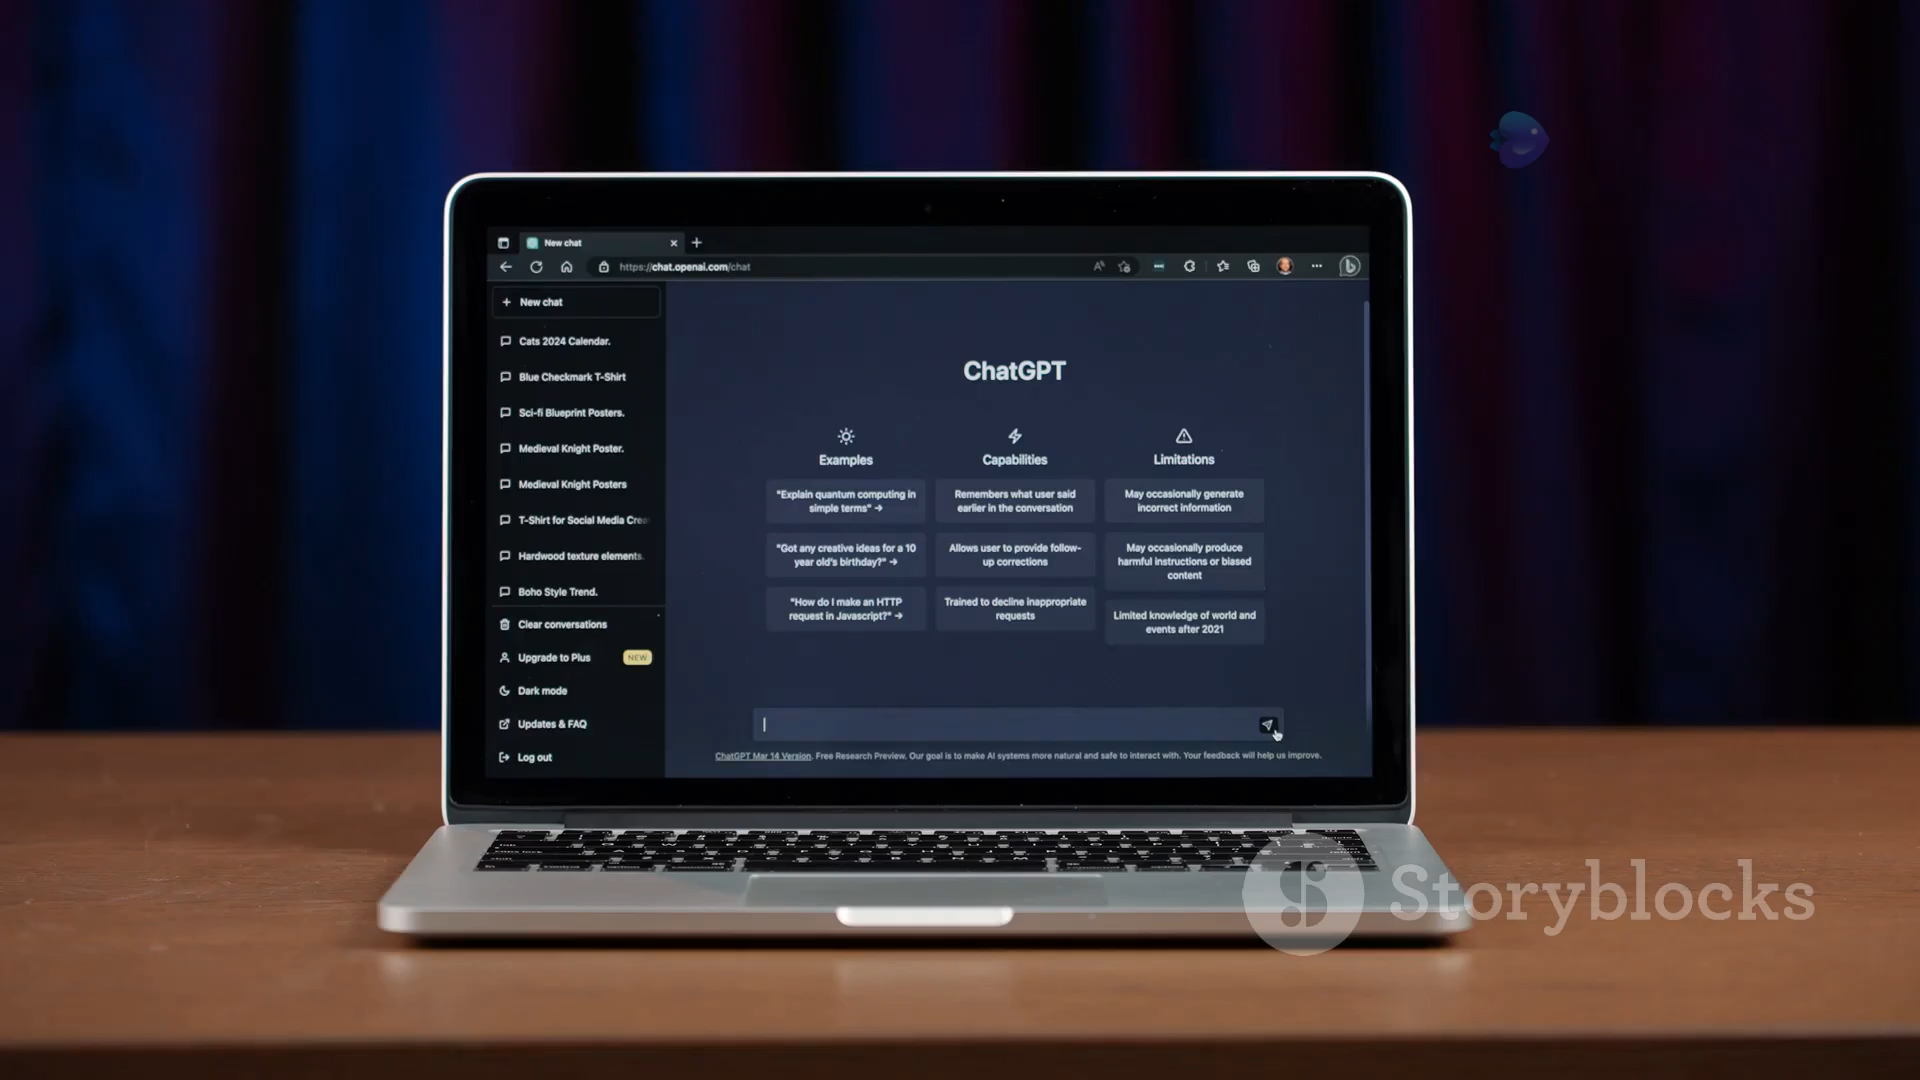 New chat
https://chat.openai.com/chat
New chat
Cats 2024 Calendar.
Blue Checkmark T-Shirt
Sci-fi Blueprint Posters.
Medieval Knight Poster.
Medieval Knight Posters
T-Shirt for Social Media Crea
Hardwood texture elements.
Boho Style Trend.
Clear conversations
Upgrade to Plus
NEW
Dark mode
Updates & FAQ
Log out
ChatGPT
Examples
"Explain quantum computing in
simple terms" →
"Got any creative ideas for a 10
year old's birthday?" →
"How do I make an HTTP
request in Javascript?" →
Capabilities
Remembers what user said
earlier in the conversation
Allows user to provide follow-
up corrections
Trained to decline inappropriate
requests
Limitations
May occasionally generate
incorrect information
May occasionally produce
harmful instructions or biased
content
Limited knowledge of world and
events after 2021
ChatGPT Mar 14 Version. Free Research Preview. Our goal is to make AI systems more natural and safe to interact with. Your feedback will help us improve.
Storyblocks